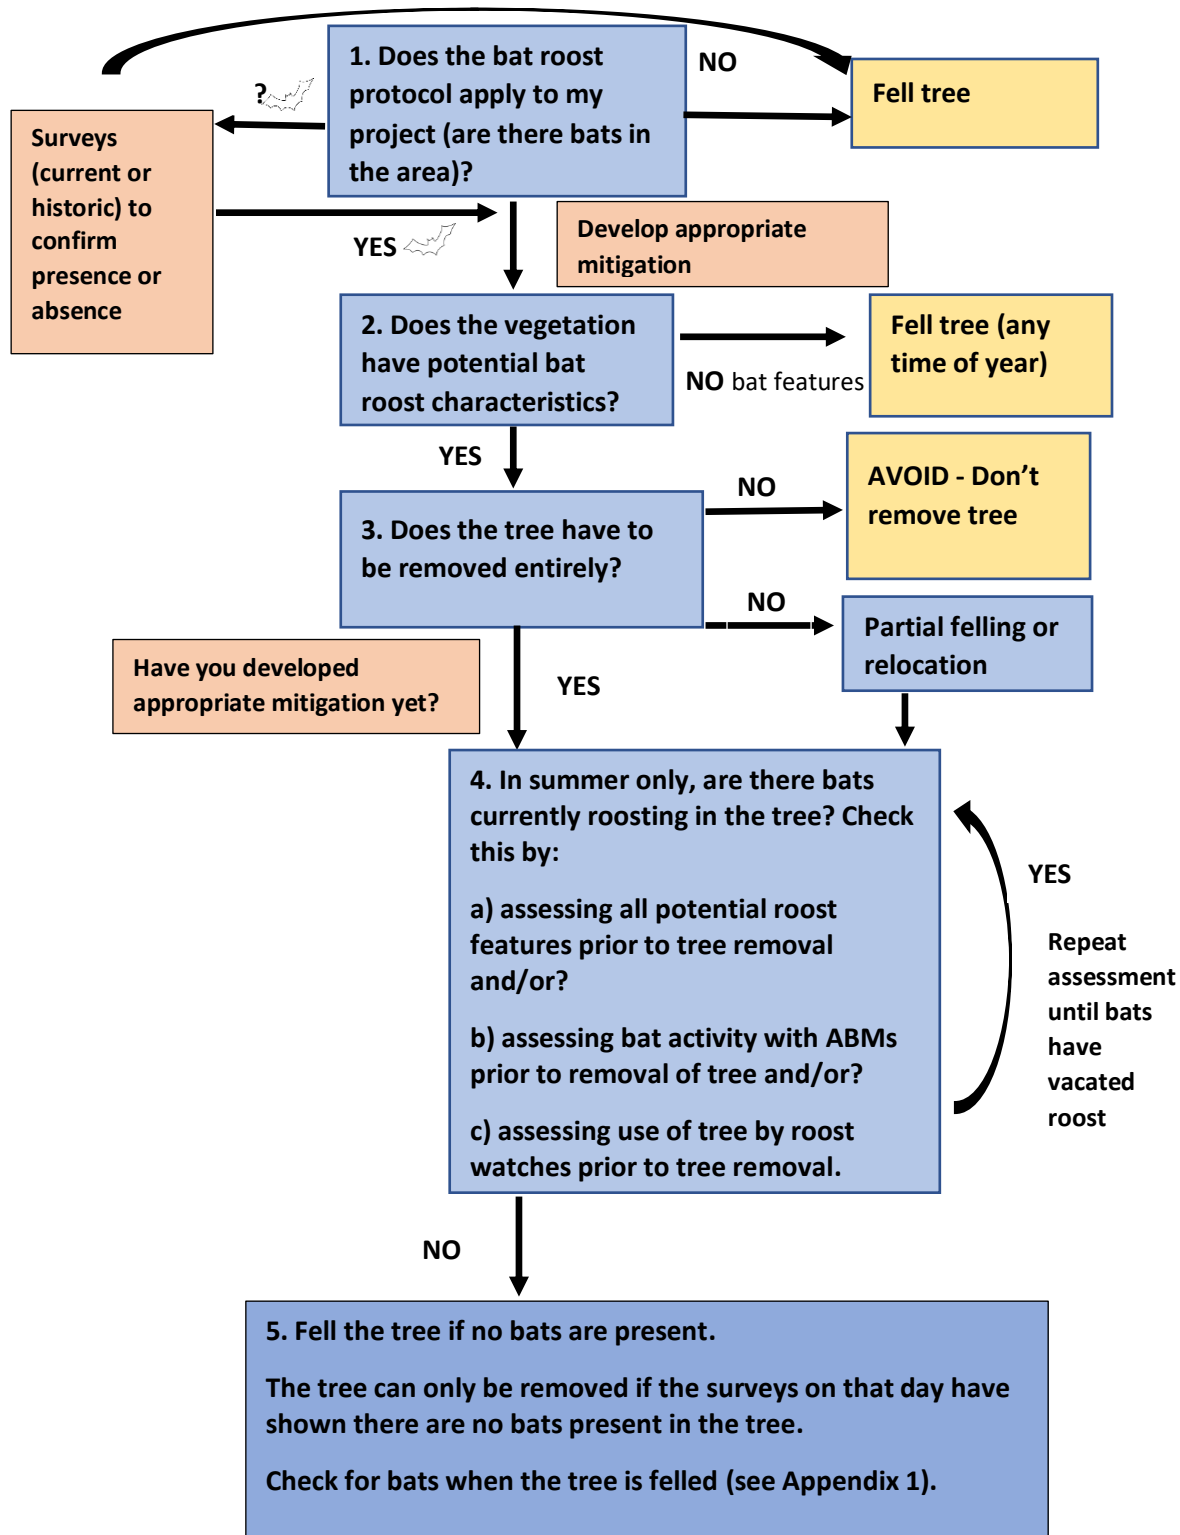 1. Does the bat roost
protocol apply to my
project (are there bats in
the area)?
NO
Fell tree
?
Surveys
(current or
historic) to
confirm
presence or
absence
YES
Develop appropriate
mitigation
2. Does the vegetation
have potential bat
roost characteristics?
NO bat features
Fell tree (any
time of year)
YES
3. Does the tree have to
be removed entirely?
NO
AVOID - Don’t
remove tree
NO
Partial felling or
relocation
Have you developed
appropriate mitigation yet?
YES
4. In summer only, are there bats
currently roosting in the tree? Check
this by:
a) assessing all potential roost
features prior to tree removal
and/or?
b) assessing bat activity with ABMs
prior to removal of tree and/or?
c) assessing use of tree by roost
watches prior to tree removal.
YES
Repeat
assessment
until bats
have
vacated
roost
NO
5. Fell the tree if no bats are present.
The tree can only be removed if the surveys on that day have
shown there are no bats present in the tree.
Check for bats when the tree is felled (see Appendix 1).